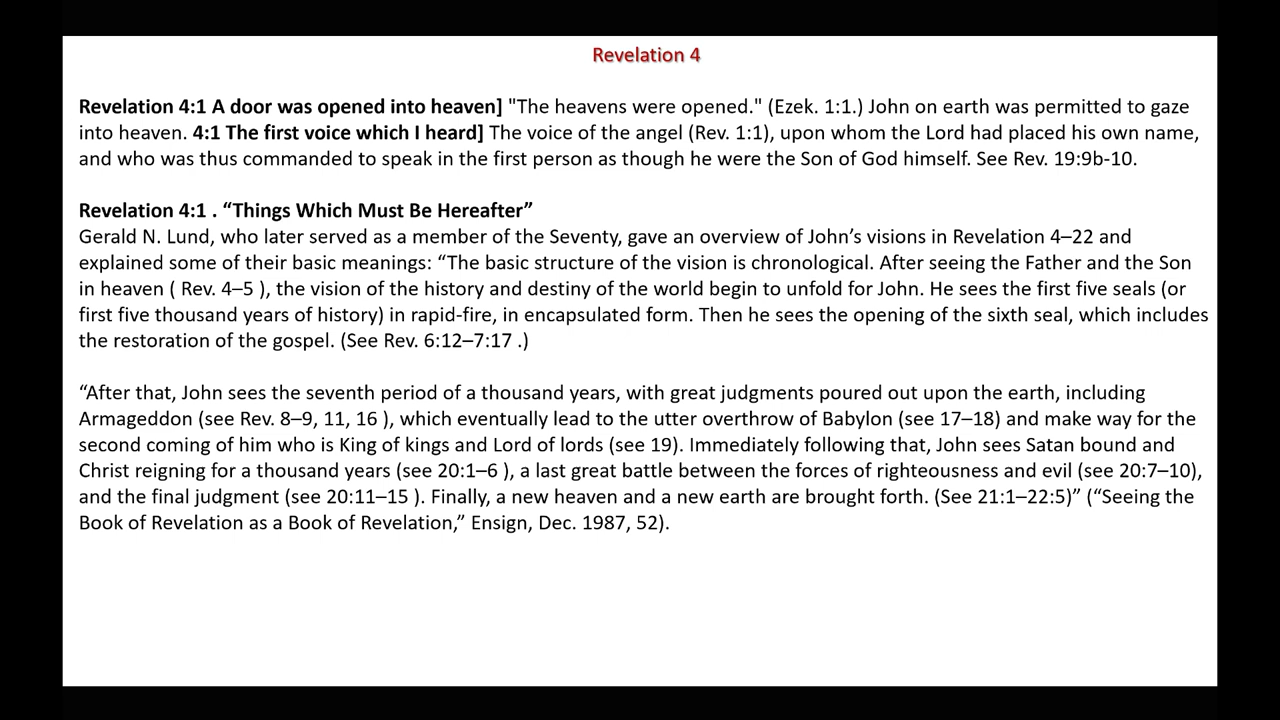 Revelation 4
Revelation 4:1 A door was opened into heaven] "The heavens were opened." (Ezek. 1:1.) John on earth was permitted to gaze
into heaven. 4:1 The first voice which I heard] The voice of the angel (Rev. 1:1), upon whom the Lord had placed his own name,
and who was thus commanded to speak in the first person as though he were the Son of God himself. See Rev. 19:9b-10.
Revelation 4:1 . “Things Which Must Be Hereafter”
Gerald N. Lund, who later served as a member of the Seventy, gave an overview of John’s visions in Revelation 4–22 and
explained some of their basic meanings: “The basic structure of the vision is chronological. After seeing the Father and the Son
in heaven ( Rev. 4–5 ), the vision of the history and destiny of the world begin to unfold for John. He sees the first five seals (or
first five thousand years of history) in rapid-fire, in encapsulated form. Then he sees the opening of the sixth seal, which includes
the restoration of the gospel. (See Rev. 6:12–7:17 .)
“After that, John sees the seventh period of a thousand years, with great judgments poured out upon the earth, including
Armageddon (see Rev. 8–9, 11, 16 ), which eventually lead to the utter overthrow of Babylon (see 17–18) and make way for the
second coming of him who is King of kings and Lord of lords (see 19). Immediately following that, John sees Satan bound and
Christ reigning for a thousand years (see 20:1–6 ), a last great battle between the forces of righteousness and evil (see 20:7–10),
and the final judgment (see 20:11–15 ). Finally, a new heaven and a new earth are brought forth. (See 21:1–22:5)” (“Seeing the
Book of Revelation as a Book of Revelation,” Ensign, Dec. 1987, 52).